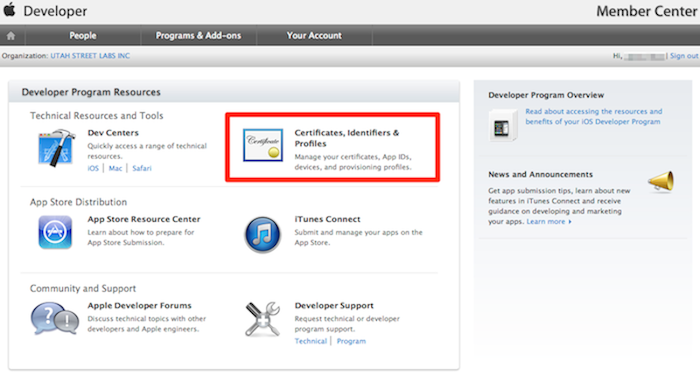 Developer
Member Center
People
Programs & Add-ons
Your Account
Organization: UTAH STREET LABS INC
Hi, | Sign out
Developer Program Resources
Technical Resources and Tools
Dev Centers
Quickly access a range of technical
resources.
iOS | Mac | Safari
Certificate
Certificates, Identifiers &
Profiles
Manage your certificates, App IDs,
devices, and provisioning profiles.
App Store Distribution
App Store Resource Center
Learn about how to prepare for
App Store Submission.
iTunes Connect
Submit and manage your apps on the
App Store.
Community and Support
Apple Developer Forums
Discuss technical topics with other
developers and Apple engineers.
Developer Support
Request technical or developer
program support.
Technical | Program
Developer Program Overview
Read about accessing the resources and
benefits of your iOS Developer Program
News and Announcements
Get app submission tips, learn about new
features in iTunes Connect and receive
guidance on developing and marketing
your apps. Learn more ▸